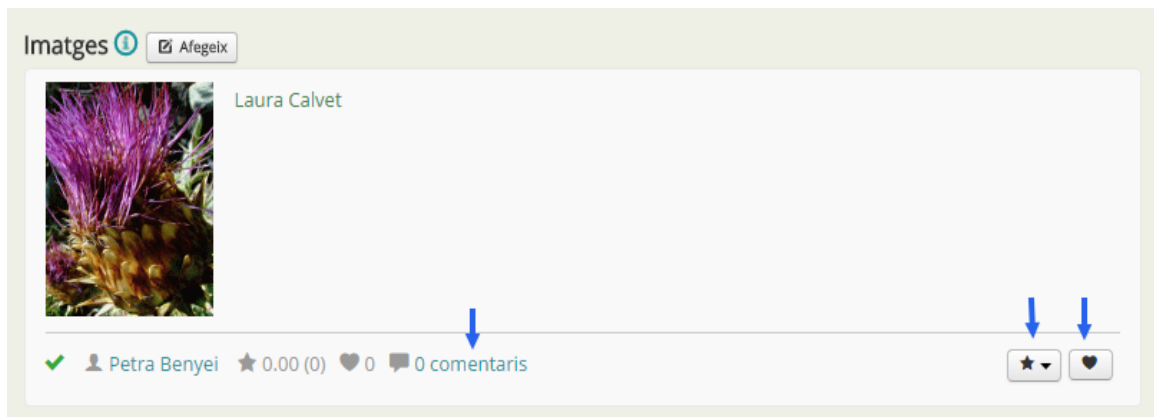 Imatges Afegeix
Laura Calvet
Petra Benyei 0.00 (0) 0 0 comentaris